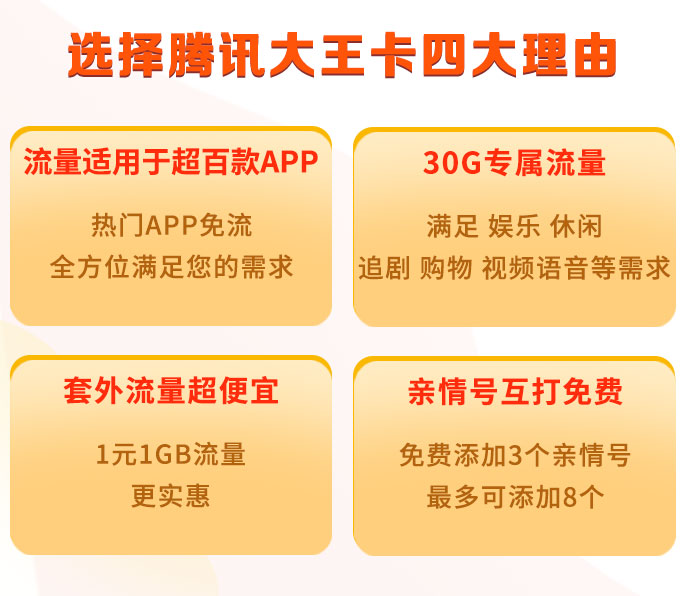 选择腾讯大王卡四大理由
流量适用于超百款APP
热门APP免流
全方位满足您的需求
30G专属流量
满足 娱乐 休闲
追剧 购物 视频语音等需求
套外流量超便宜
1元1GB流量
更实惠
亲情号互打免费
免费添加3个亲情号
最多可添加8个